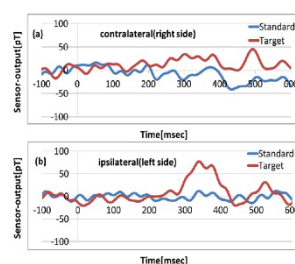 100
(a)
contralateral(right side)
Standard
Target
50
0
-50
-100
-100 0 100 200 300 400 500 600
Sensor-output[pT]
Time[msec]
100
(b)
ipsilateral(left side)
Standard
Target
50
0
-50
-100
-100 0 100 200 300 400 500 60
Sensor-output[pT]
Time[msec]